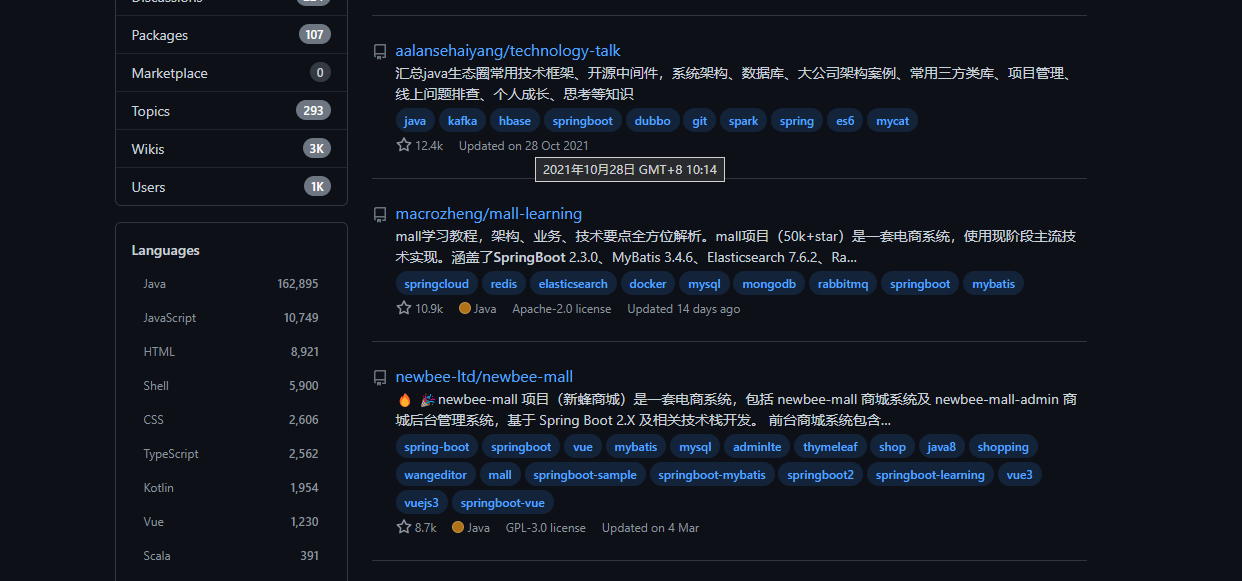 Discussions 221
Packages 107
Marketplace 0
Topics 293
Wikis 3K
Users 1K
Languages
Java 162,895
JavaScript 10,749
HTML 8,921
Shell 5,900
CSS 2,606
TypeScript 2,562
Kotlin 1,954
Vue 1,230
Scala 391
aalansehaiyang/technology-talk
汇总java生态圈常用技术框架、开源中间件，系统架构、数据库、大公司架构案例、常用三方类库、项目管理、
线上问题排查、个人成长、思考等知识
java kafka hbase springboot dubbo git spark spring es6 mycat
12.4k Updated on 28 Oct 2021
2021年10月28日 GMT+8 10:14
macrozheng/mall-learning
mall学习教程，架构、业务、技术要点全方位解析。mall项目（50k+star）是一套电商系统，使用现阶段主流技
术实现。涵盖了SpringBoot 2.3.0、MyBatis 3.4.6、Elasticsearch 7.6.2、Ra...
springcloud redis elasticsearch docker mysql mongodb rabbitmq springboot mybatis
10.9k Java Apache-2.0 license Updated 14 days ago
newbee-ltd/newbee-mall
🔥 🎉 newbee-mall 项目（新蜂商城）是一套电商系统，包括 newbee-mall 商城系统及 newbee-mall-admin 商
城后台管理系统，基于 Spring Boot 2.X 及相关技术栈开发。 前台商城系统包含...
spring-boot springboot vue mybatis mysql adminlte thymeleaf shop java8 shopping
wangeditor mall springboot-sample springboot-mybatis springboot2 springboot-learning vue3
vuejs3 springboot-vue
8.7k Java GPL-3.0 license Updated on 4 Mar